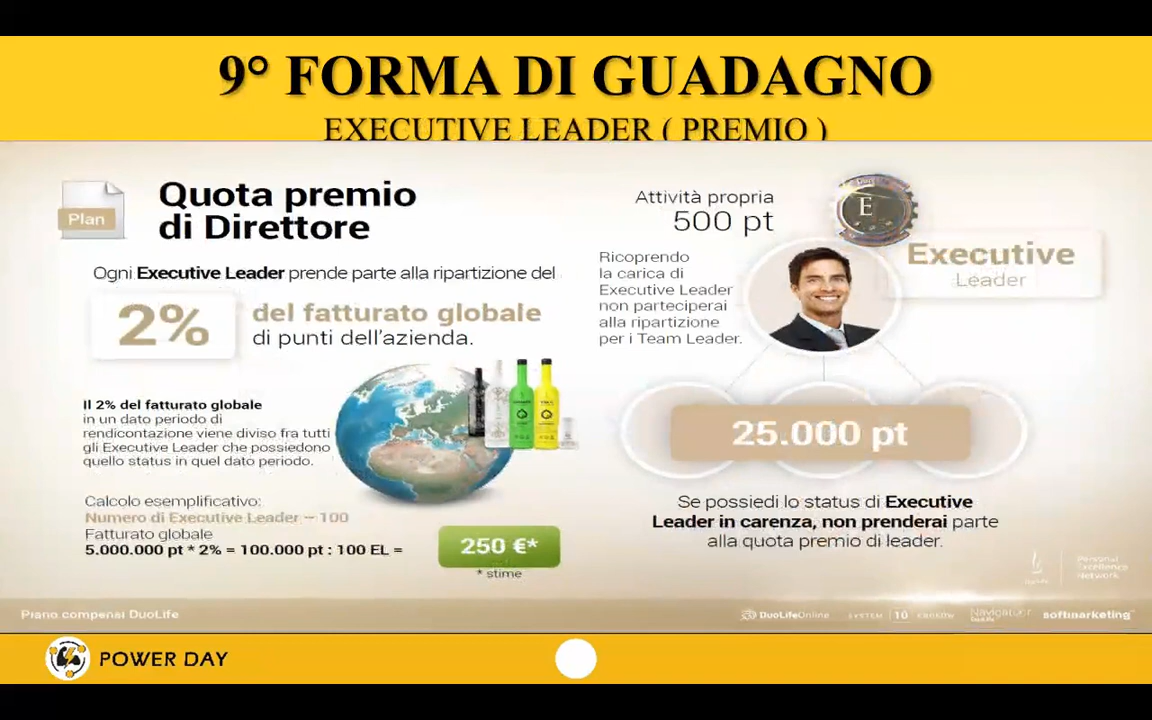 9° FORMA DI GUADAGNO
EXECUTIVE LEADER ( PREMIO )
Plan
Quota premio
di Direttore
Ogni Executive Leader prende parte alla ripartizione del
2%
del fatturato globale
di punti dell'azienda.
Il 2% del fatturato globale
in un dato periodo di
rendicontazione viene diviso fra tutti
gli Executive Leader che possiedono
quello status in quel dato periodo.
Calcolo esemplificativo:
Numero di Executive Leader – 100
Fatturato globale
5.000.000 pt * 2% = 100.000 pt : 100 EL =
250 €*
* stime
Attività propria
500 pt
E
Ricoprendo
la carica di
Executive Leader
non parteciperai
alla ripartizione
per i Team Leader.
Executive
Leader
25.000 pt
Se possiedi lo status di Executive
Leader in carenza, non prenderai parte
alla quota premio di leader.
Personal
Excellence
Network
Piano compensi DuoLife
DuoLifeOnline
SYSTEM 10
Navigator
softmarketing
POWER DAY